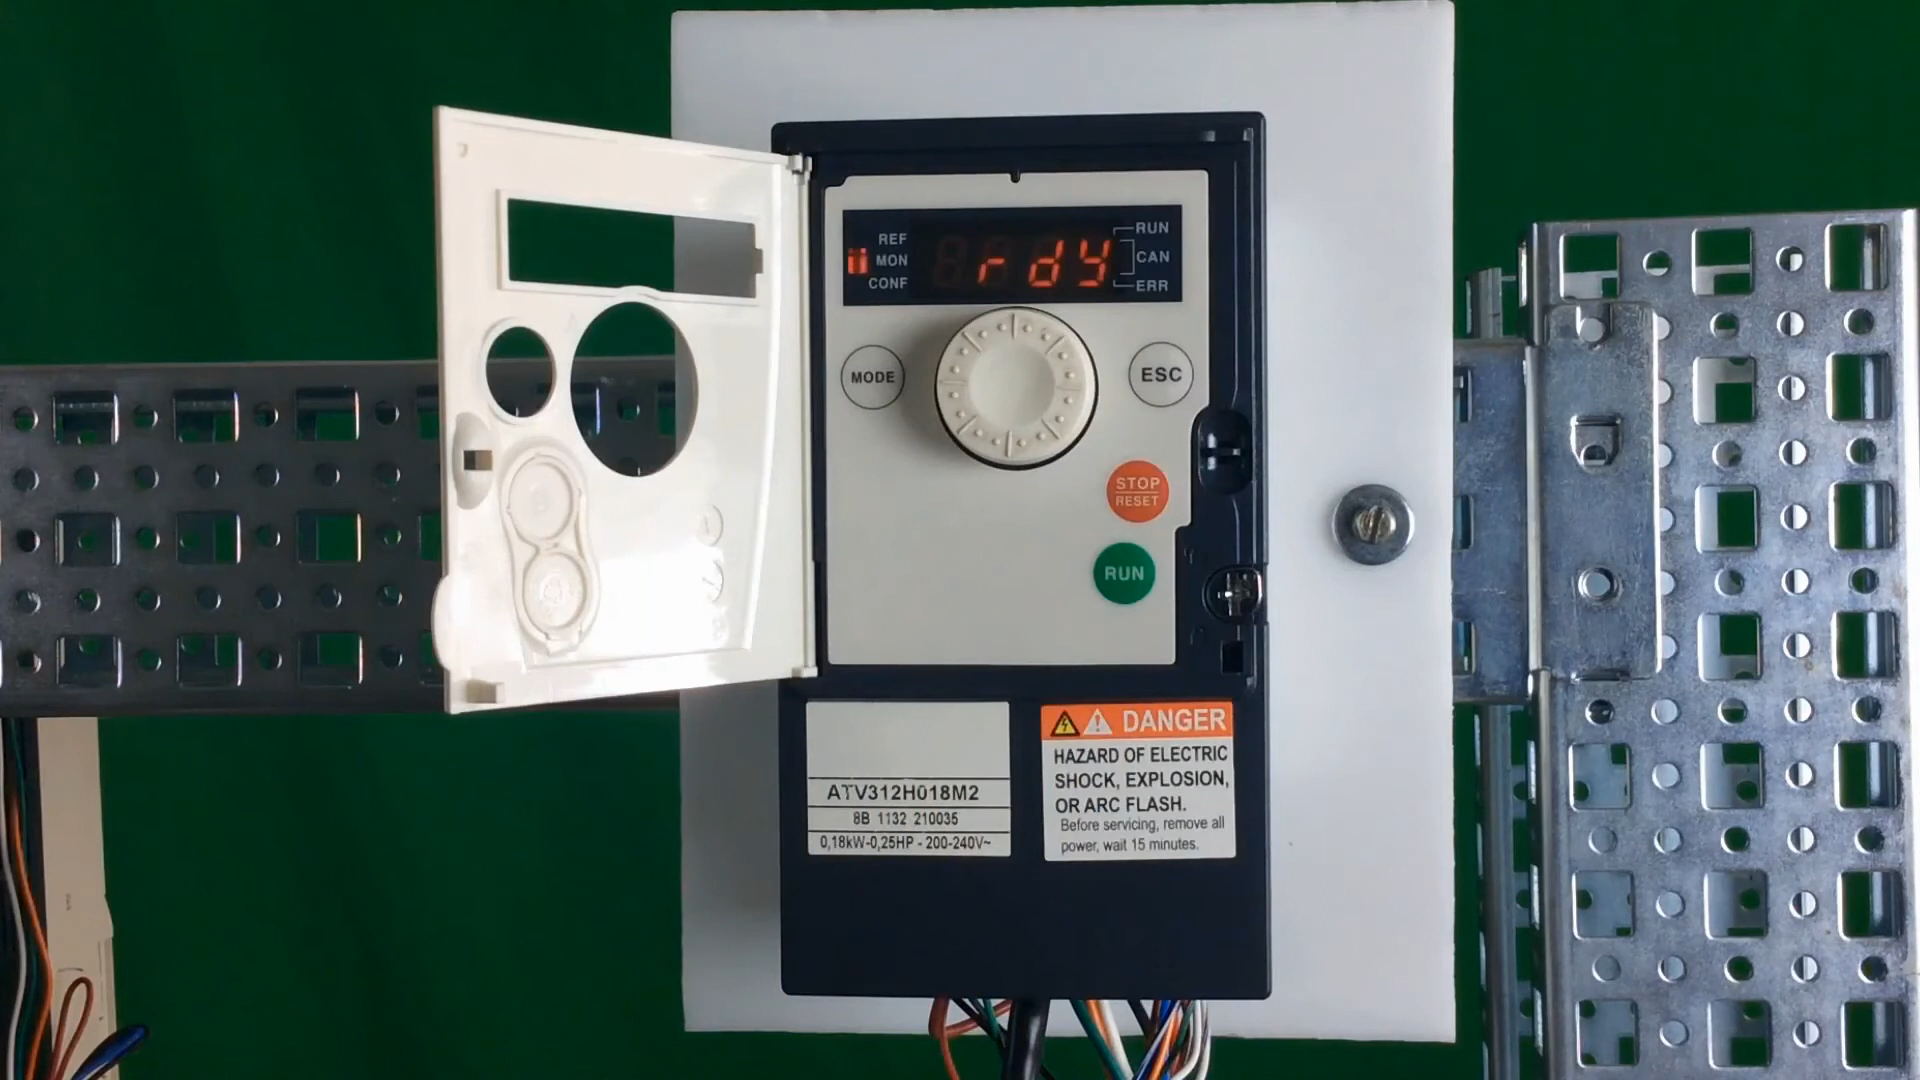 REF
MON
CONF
rdY
RUN
CAN
ERR
MODE
ESC
STOP
RESET
RUN
ATV312H018M2
8B 1132 210035
0,18kW-0,25HP - 200-240V~
DANGER
HAZARD OF ELECTRIC
SHOCK, EXPLOSION,
OR ARC FLASH.
Before servicing, remove all
power, wait 15 minutes.